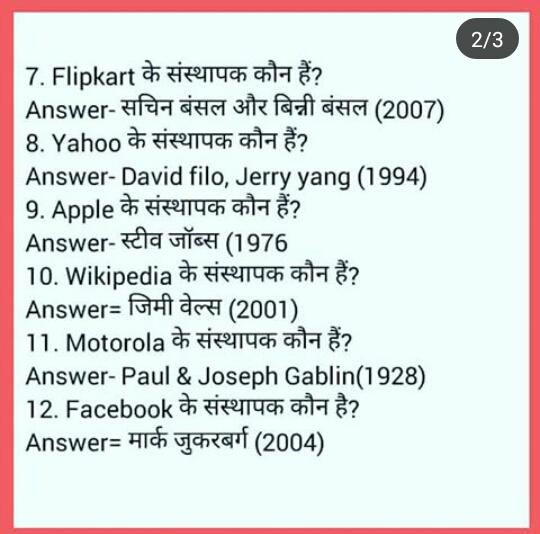 2/3
7. Flipkart के संस्थापक कौन हैं?
Answer- सचिन बंसल और बिन्नी बंसल (2007)
8. Yahoo के संस्थापक कौन हैं?
Answer- David filo, Jerry yang (1994)
9. Apple के संस्थापक कौन हैं?
Answer- स्टीव जॉब्स (1976
10. Wikipedia के संस्थापक कौन हैं?
Answer= जिमी वेल्स (2001)
11. Motorola के संस्थापक कौन हैं?
Answer- Paul & Joseph Gablin(1928)
12. Facebook के संस्थापक कौन है?
Answer= मार्क जुकरबर्ग (2004)